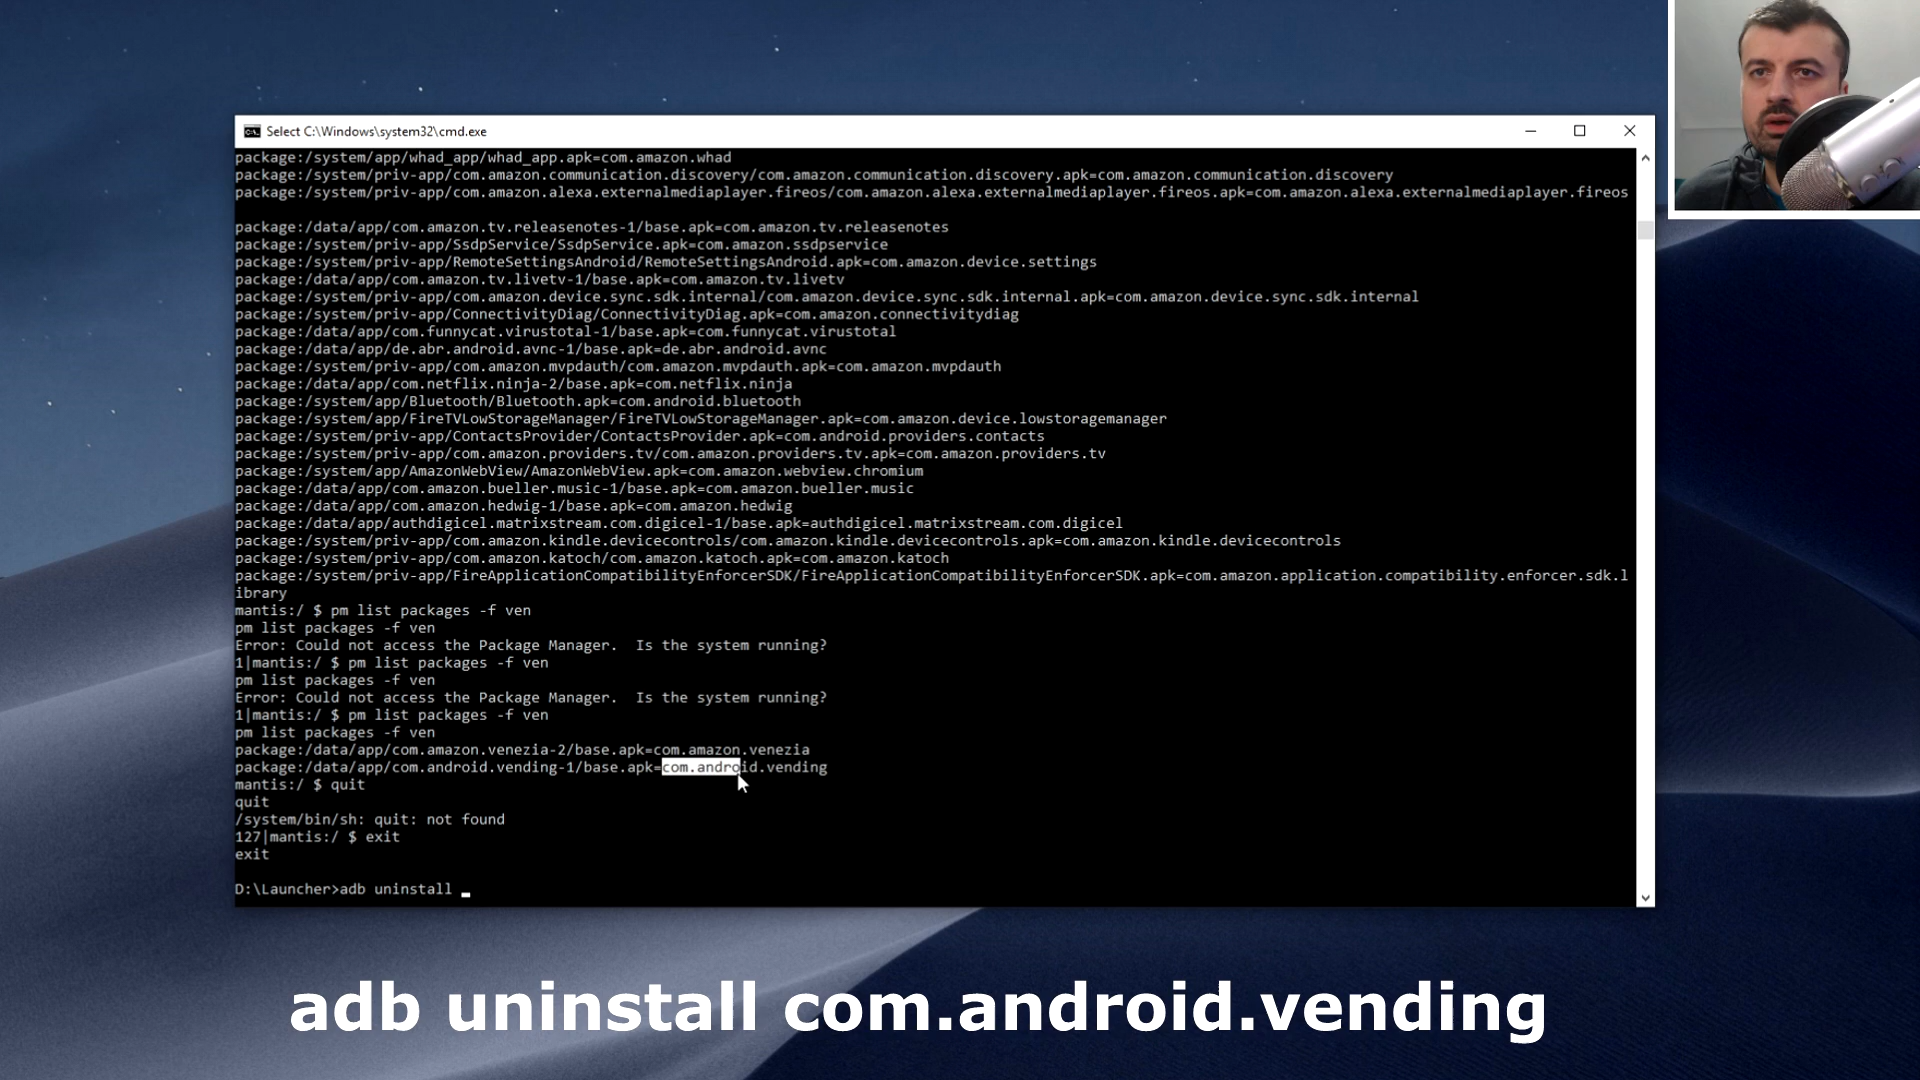 Select C:\Windows\system32\cmd.exe
package:/system/app/whad_app/whad_app.apk=com.amazon.whad
package:/system/priv-app/com.amazon.communication.discovery/com.amazon.communication.discovery.apk=com.amazon.communication.discovery
package:/system/priv-app/com.amazon.alexa.externalmediaplayer.fireos/com.amazon.alexa.externalmediaplayer.fireos.apk=com.amazon.alexa.externalmediaplayer.fireos
package:/data/app/com.amazon.tv.releasenotes-1/base.apk=com.amazon.tv.releasenotes
package:/system/priv-app/SsdpService/SsdpService.apk=com.amazon.ssdpservice
package:/system/priv-app/RemoteSettingsAndroid/RemoteSettingsAndroid.apk=com.amazon.device.settings
package:/data/app/com.amazon.tv.livetv-1/base.apk=com.amazon.tv.livetv
package:/system/priv-app/com.amazon.device.sync.sdk.internal/com.amazon.device.sync.sdk.internal.apk=com.amazon.device.sync.sdk.internal
package:/system/priv-app/ConnectivityDiag/ConnectivityDiag.apk=com.amazon.connectivitydiag
package:/data/app/com.funnycat.virustotal-1/base.apk=com.funnycat.virustotal
package:/data/app/de.abr.android.avnc-1/base.apk=de.abr.android.avnc
package:/system/priv-app/com.amazon.mvpdauth/com.amazon.mvpdauth.apk=com.amazon.mvpdauth
package:/data/app/com.netflix.ninja-2/base.apk=com.netflix.ninja
package:/system/app/Bluetooth/Bluetooth.apk=com.android.bluetooth
package:/system/app/FireTVLowStorageManager/FireTVLowStorageManager.apk=com.amazon.device.lowstoragemanager
package:/system/priv-app/ContactsProvider/ContactsProvider.apk=com.android.providers.contacts
package:/system/priv-app/com.amazon.providers.tv/com.amazon.providers.tv.apk=com.amazon.providers.tv
package:/system/app/AmazonWebView/AmazonWebView.apk=com.amazon.webview.chromium
package:/data/app/com.amazon.bueller.music-1/base.apk=com.amazon.bueller.music
package:/data/app/com.amazon.hedwig-1/base.apk=com.amazon.hedwig
package:/data/app/authdigicel.matrixstream.com.digicel-1/base.apk=authdigicel.matrixstream.com.digicel
package:/system/priv-app/com.amazon.kindle.devicecontrols/com.amazon.kindle.devicecontrols.apk=com.amazon.kindle.devicecontrols
package:/system/priv-app/com.amazon.katoch/com.amazon.katoch.apk=com.amazon.katoch
package:/system/priv-app/FireApplicationCompatibilityEnforcerSDK/FireApplicationCompatibilityEnforcerSDK.apk=com.amazon.application.compatibility.enforcer.sdk.l
ibrary
mantis:/ $ pm list packages -f ven
pm list packages -f ven
Error: Could not access the Package Manager.  Is the system running?
1|mantis:/ $ pm list packages -f ven
pm list packages -f ven
Error: Could not access the Package Manager.  Is the system running?
1|mantis:/ $ pm list packages -f ven
pm list packages -f ven
package:/data/app/com.amazon.venezia-2/base.apk=com.amazon.venezia
package:/data/app/com.android.vending-1/base.apk=com.android.vending
mantis:/ $ quit
quit
/system/bin/sh: quit: not found
127|mantis:/ $ exit
exit
D:\Launcher>adb uninstall
adb uninstall com.android.vending